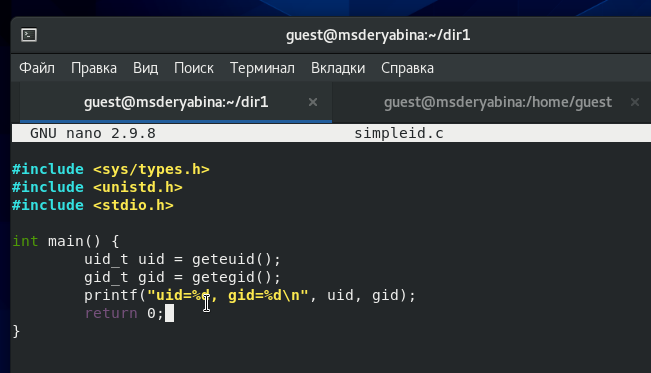 guest@msderyabina:~/dir1
Файл Правка Вид Поиск Терминал Вкладки Справка
guest@msderyabina:~/dir1 × guest@msderyabina:/home/guest ×
GNU nano 2.9.8 simpleid.c
#include <sys/types.h>
#include <unistd.h>
#include <stdio.h>
int main() {
uid_t uid = geteuid();
gid_t gid = getegid();
printf("uid=%d, gid=%d\n", uid, gid);
return 0;
}